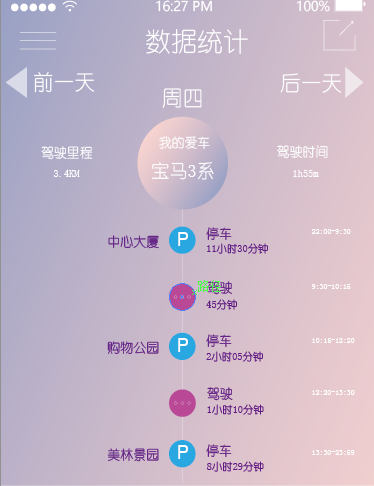 16:27 PM 100%
数据统计
前一天 后一天
周四
我的爱车
宝马3系
驾驶里程
3.4KM
驾驶时间
1h55m
中心大厦 停车 22:00-9:30
11小时30分钟
驾驶 9:30-10:15
45分钟
购物公园 停车 10:15-12:20
2小时05分钟
驾驶 12:20-13:30
1小时10分钟
美林景园 停车 13:30-23:59
8小时29分钟